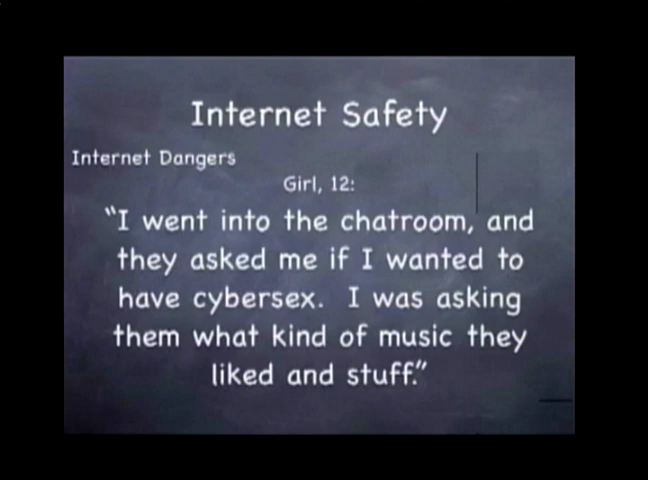 Internet Safety
Internet Dangers
Girl, 12:
“I went into the chatroom, and
they asked me if I wanted to
have cybersex. I was asking
them what kind of music they
liked and stuff.”